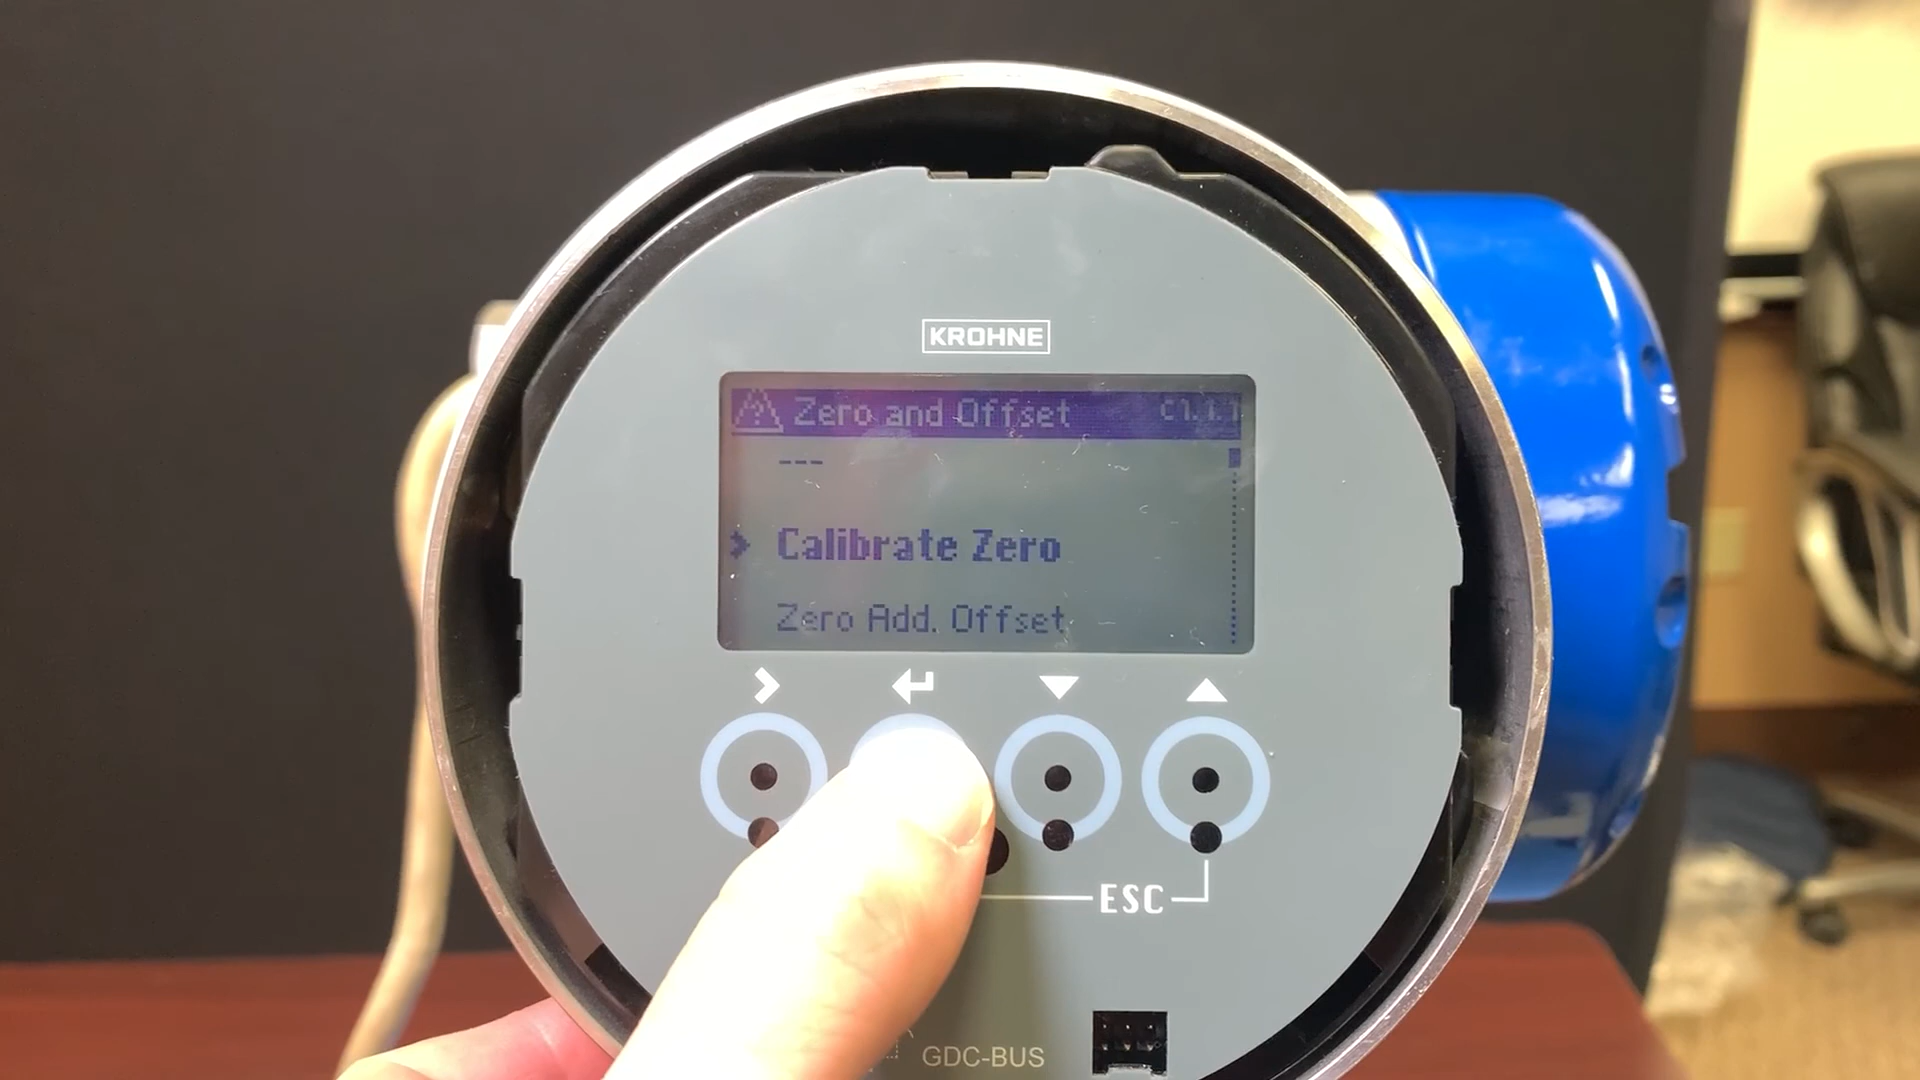 KROHNE
Zero and Offset C1.1.1
---
Calibrate Zero
Zero Add. Offset
ESC
GDC-BUS